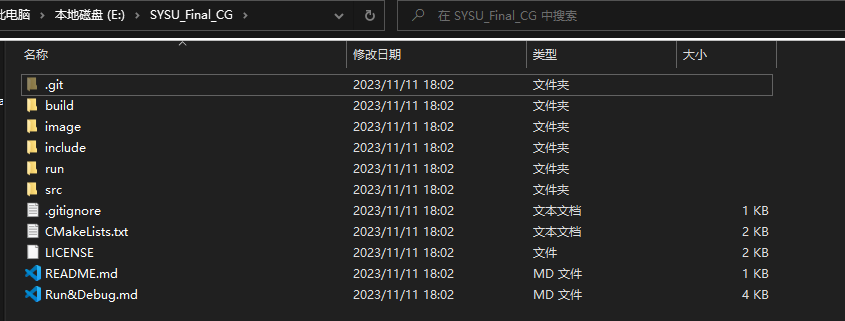 此电脑 > 本地磁盘 (E:) > SYSU_Final_CG > 在 SYSU_Final_CG 中搜索
名称 修改日期 类型 大小
.git 2023/11/11 18:02 文件夹
build 2023/11/11 18:02 文件夹
image 2023/11/11 18:02 文件夹
include 2023/11/11 18:02 文件夹
run 2023/11/11 18:02 文件夹
src 2023/11/11 18:02 文件夹
.gitignore 2023/11/11 18:02 文本文档 1 KB
CMakeLists.txt 2023/11/11 18:02 文本文档 2 KB
LICENSE 2023/11/11 18:02 文件 2 KB
README.md 2023/11/11 18:02 MD 文件 1 KB
Run&Debug.md 2023/11/11 18:02 MD 文件 4 KB